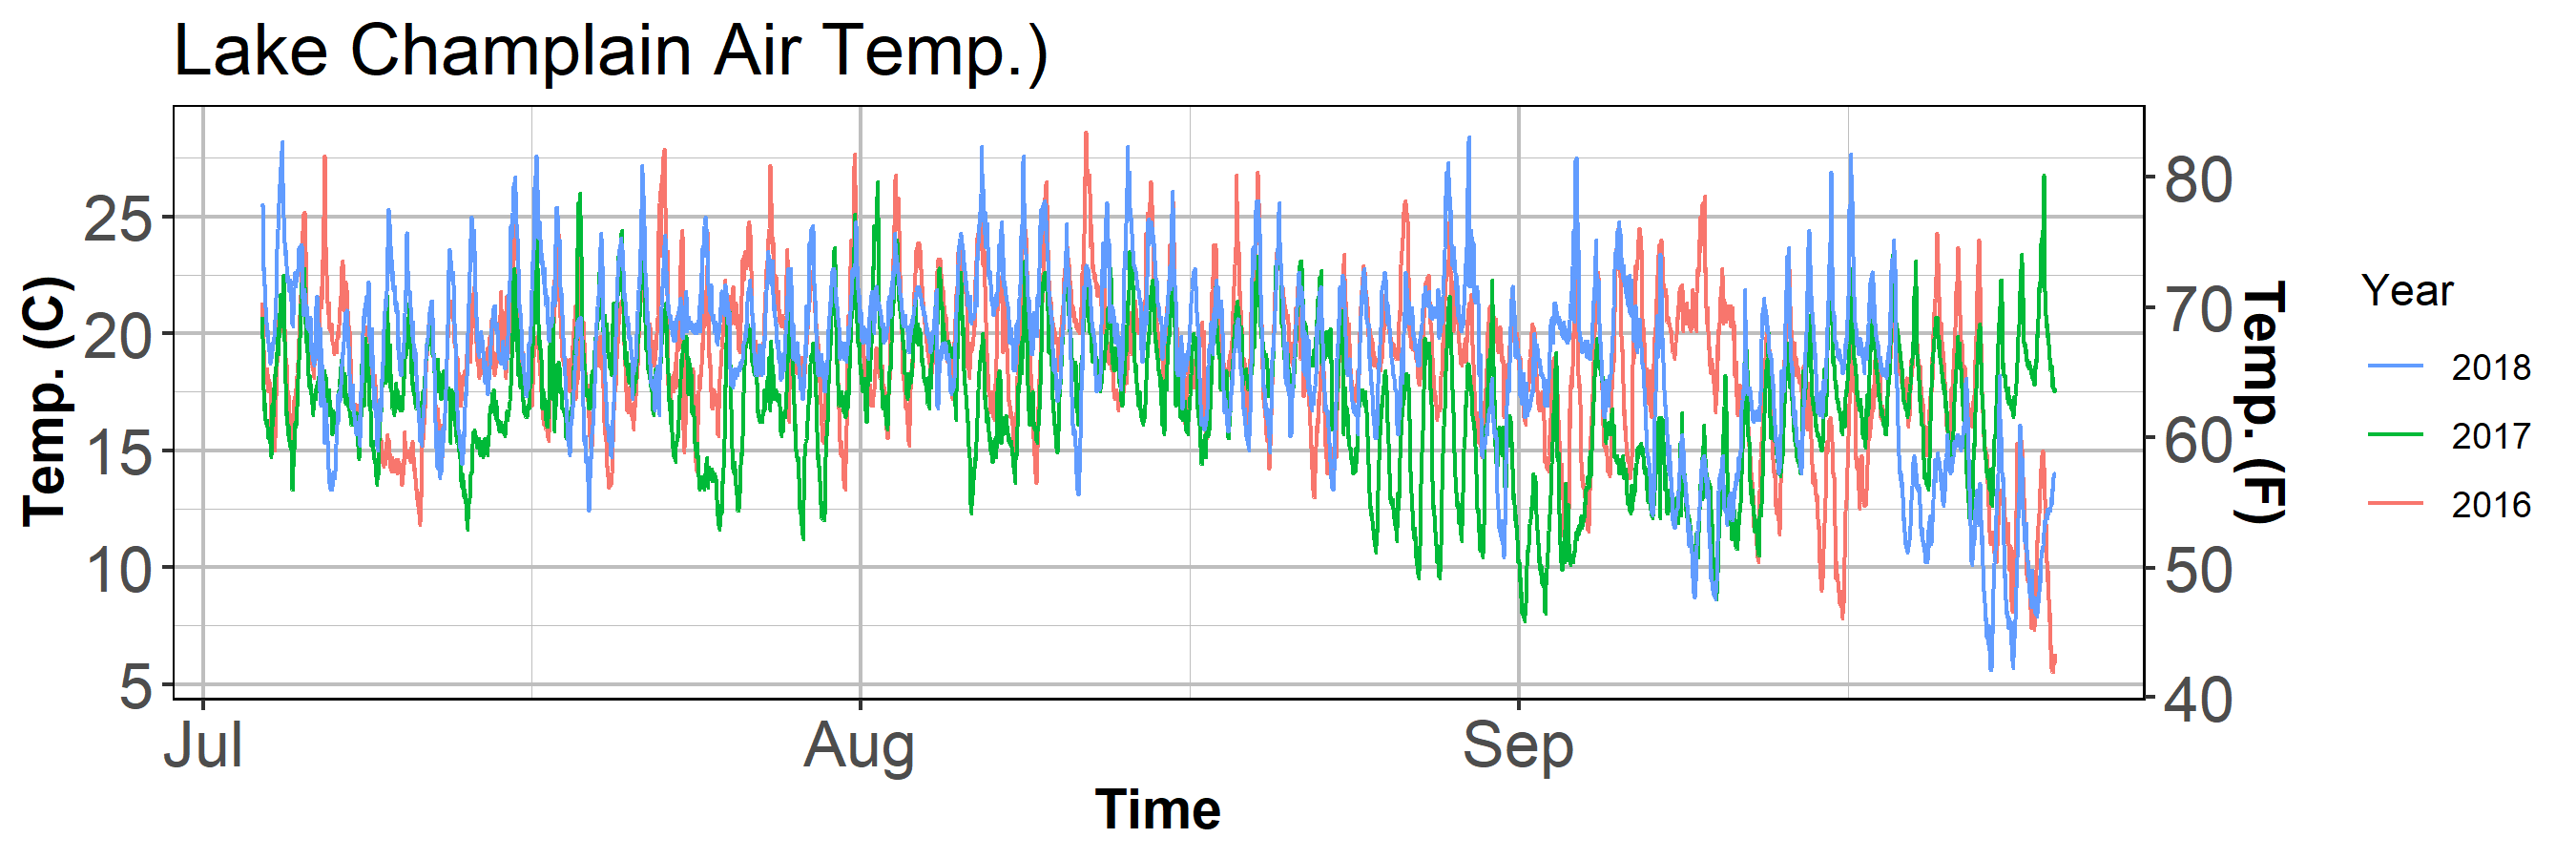 Lake Champlain Air Temp.)
Temp. (C)
25
20
15
10
5
80
70
60
50
40
Temp. (F)
Jul
Aug
Sep
Time
Year
2018
2017
2016